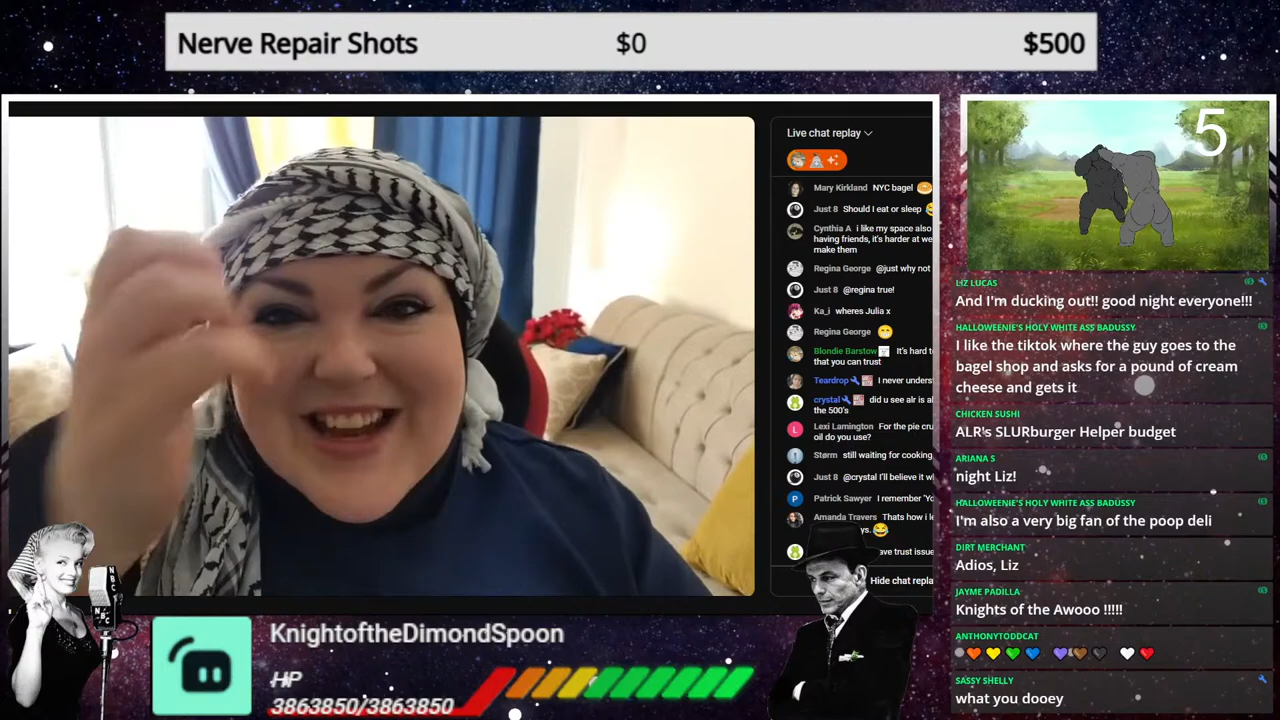 Nerve Repair Shots $0 $500
Live chat replay
Mary Kirkland NYC bagel
Just 8 Should I eat or sleep
Cynthia A i like my space also
having friends, it's harder at we
make them
Regina George @just why not
Just 8 @regina true!
Ka_i wheres Julia x
Regina George
Blondie Barstow It's hard t
that you can trust
Teardrop I never unders
crystal did u see alr is al
the 500's
Lexi Lamington For the pie cru
oil do you use?
Størm still waiting for cooking
Just 8 @crystal I'll believe it w
Patrick Sawyer I remember 'Yo
Amanda Travers Thats how i le
ys.
ave trust issue
Hide chat repla
5
LIZ LUCAS
And I'm ducking out!! good night everyone!!!
HALLOWEENIE'S HOLY WHITE ASS BADUSSY
I like the tiktok where the guy goes to the
bagel shop and asks for a pound of cream
cheese and gets it
CHICKEN SUSHI
ALR's SLURburger Helper budget
ARIANA S
night Liz!
HALLOWEENIE'S HOLY WHITE ASS BADUSSY
I'm also a very big fan of the poop deli
DIRT MERCHANT
Adios, Liz
JAYME PADILLA
Knights of the Awooo !!!!!
ANTHONYTODDCAT
SASSY SHELLY
what you dooey
NBC
NBC
KnightoftheDimondSpoon
HP
3863850/3863850